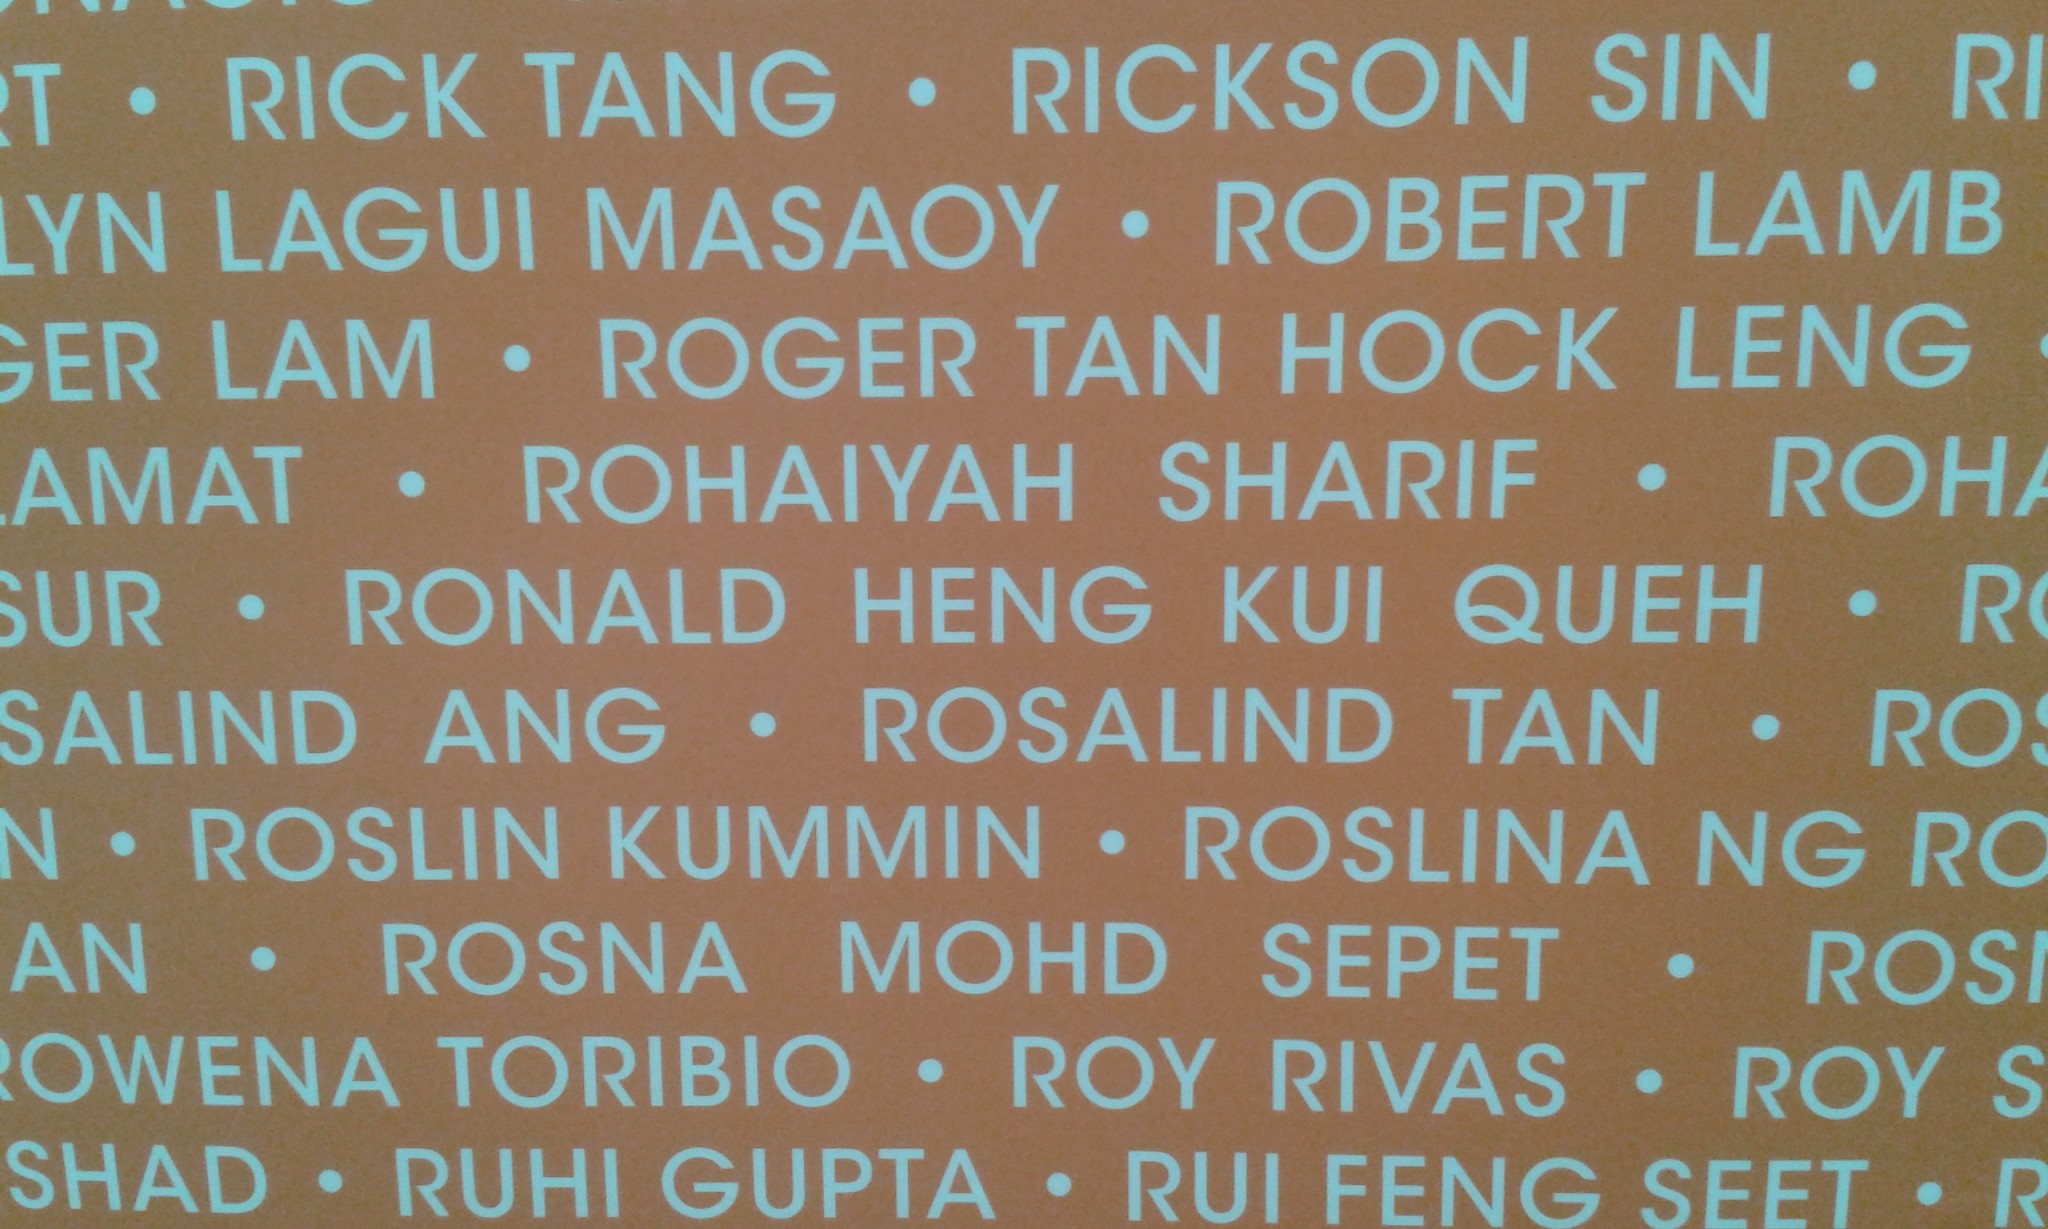 • RICK TANG • RICKSON SIN •
LAGUI MASAOY • ROBERT LAMB
LAM • ROGER TAN HOCK LENG •
• ROHAIYAH SHARIF •
• RONALD HENG KUI QUEH •
ANG • ROSALIND TAN •
• ROSLIN KUMMIN • ROSLINA NG
• ROSNA MOHD SEPET •
ROWENA TORIBIO • ROY RIVAS • ROY
• RUHI GUPTA • RUI FENG SEET •